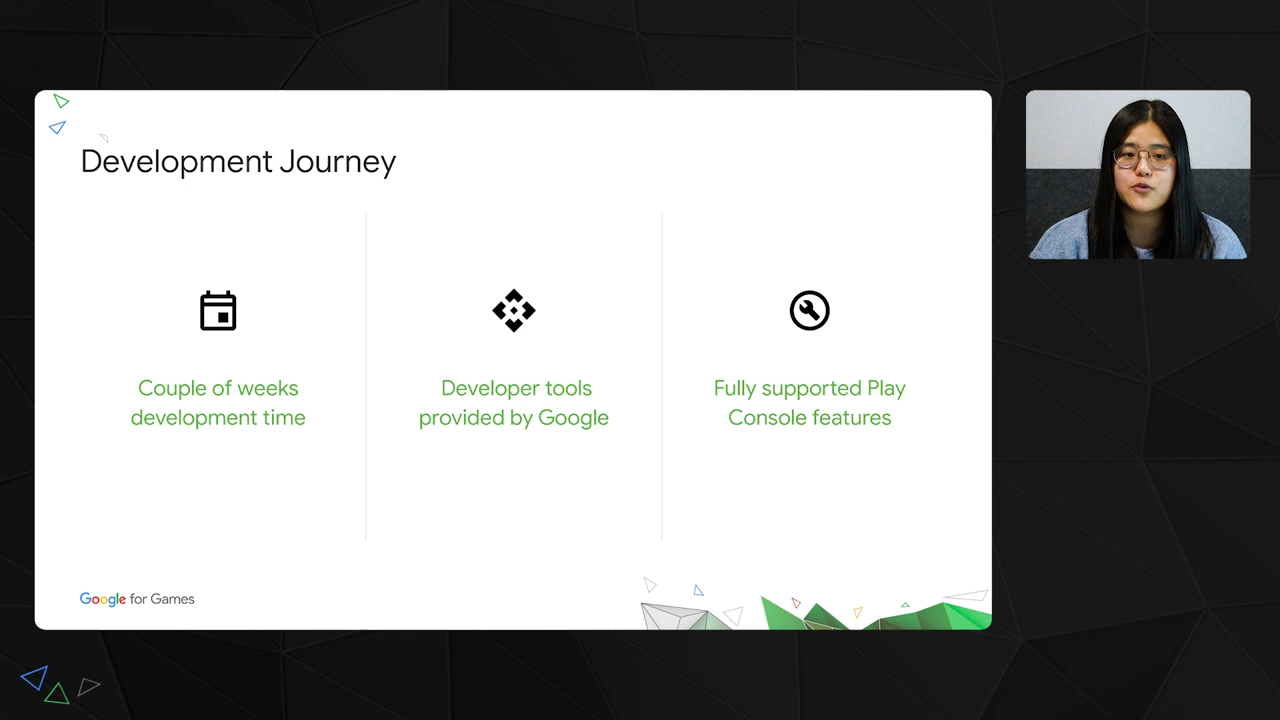 Development Journey
Couple of weeks
development time
Developer tools
provided by Google
Fully supported Play
Console features
Google for Games